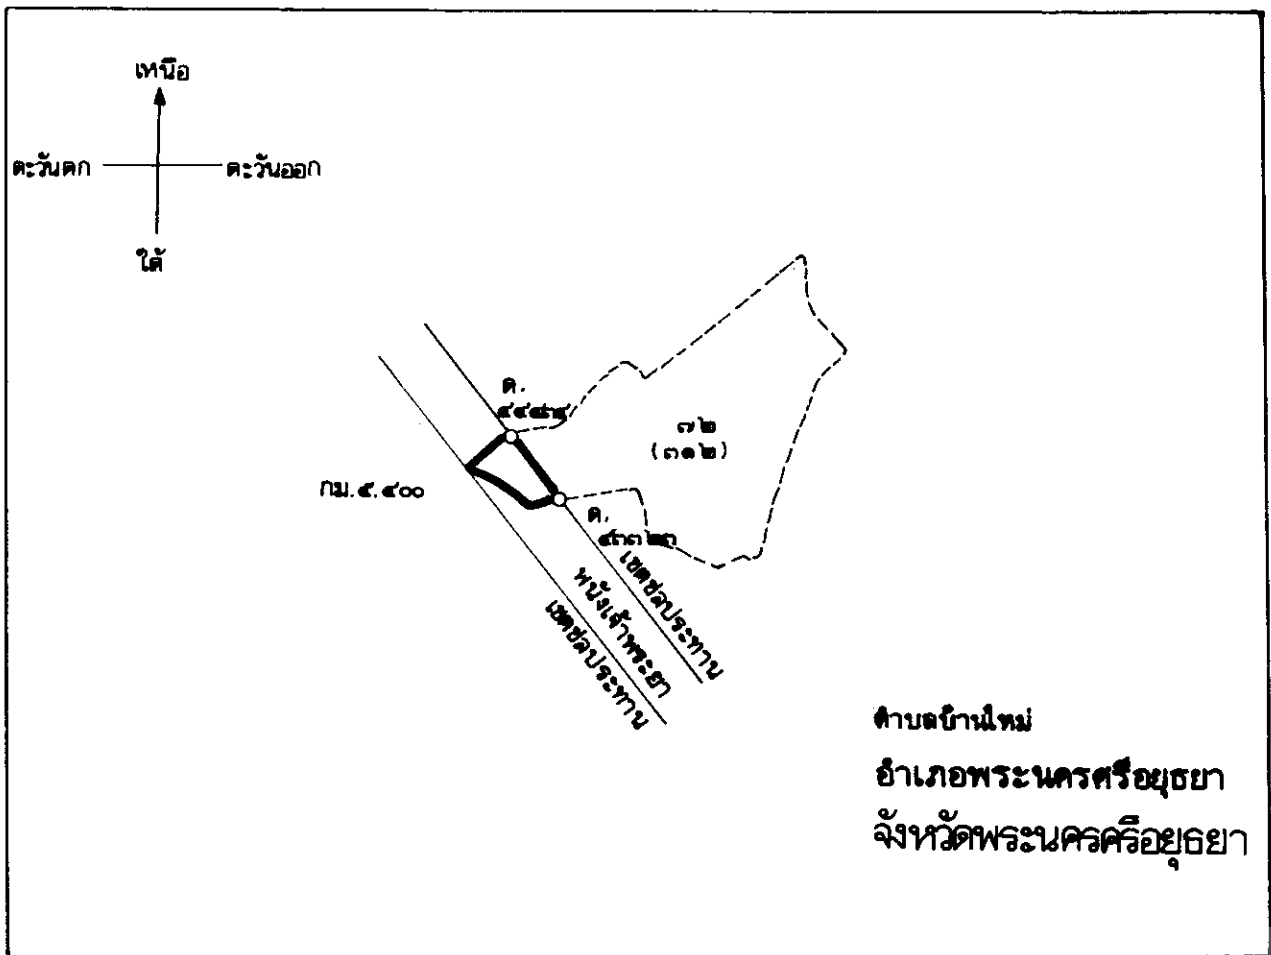 เหนือ
ตะวันตก
ตะวันออก
ใต้
ด.
๗๒
(๓๑๒)
กม.๕.๔๐๐
ด.
เขตชลประทาน
พนังเจ้าพระยา
เขตชลประทาน
ตำบลบ้านใหม่
อำเภอพระนครศรีอยุธยา
จังหวัดพระนครศรีอยุธยา